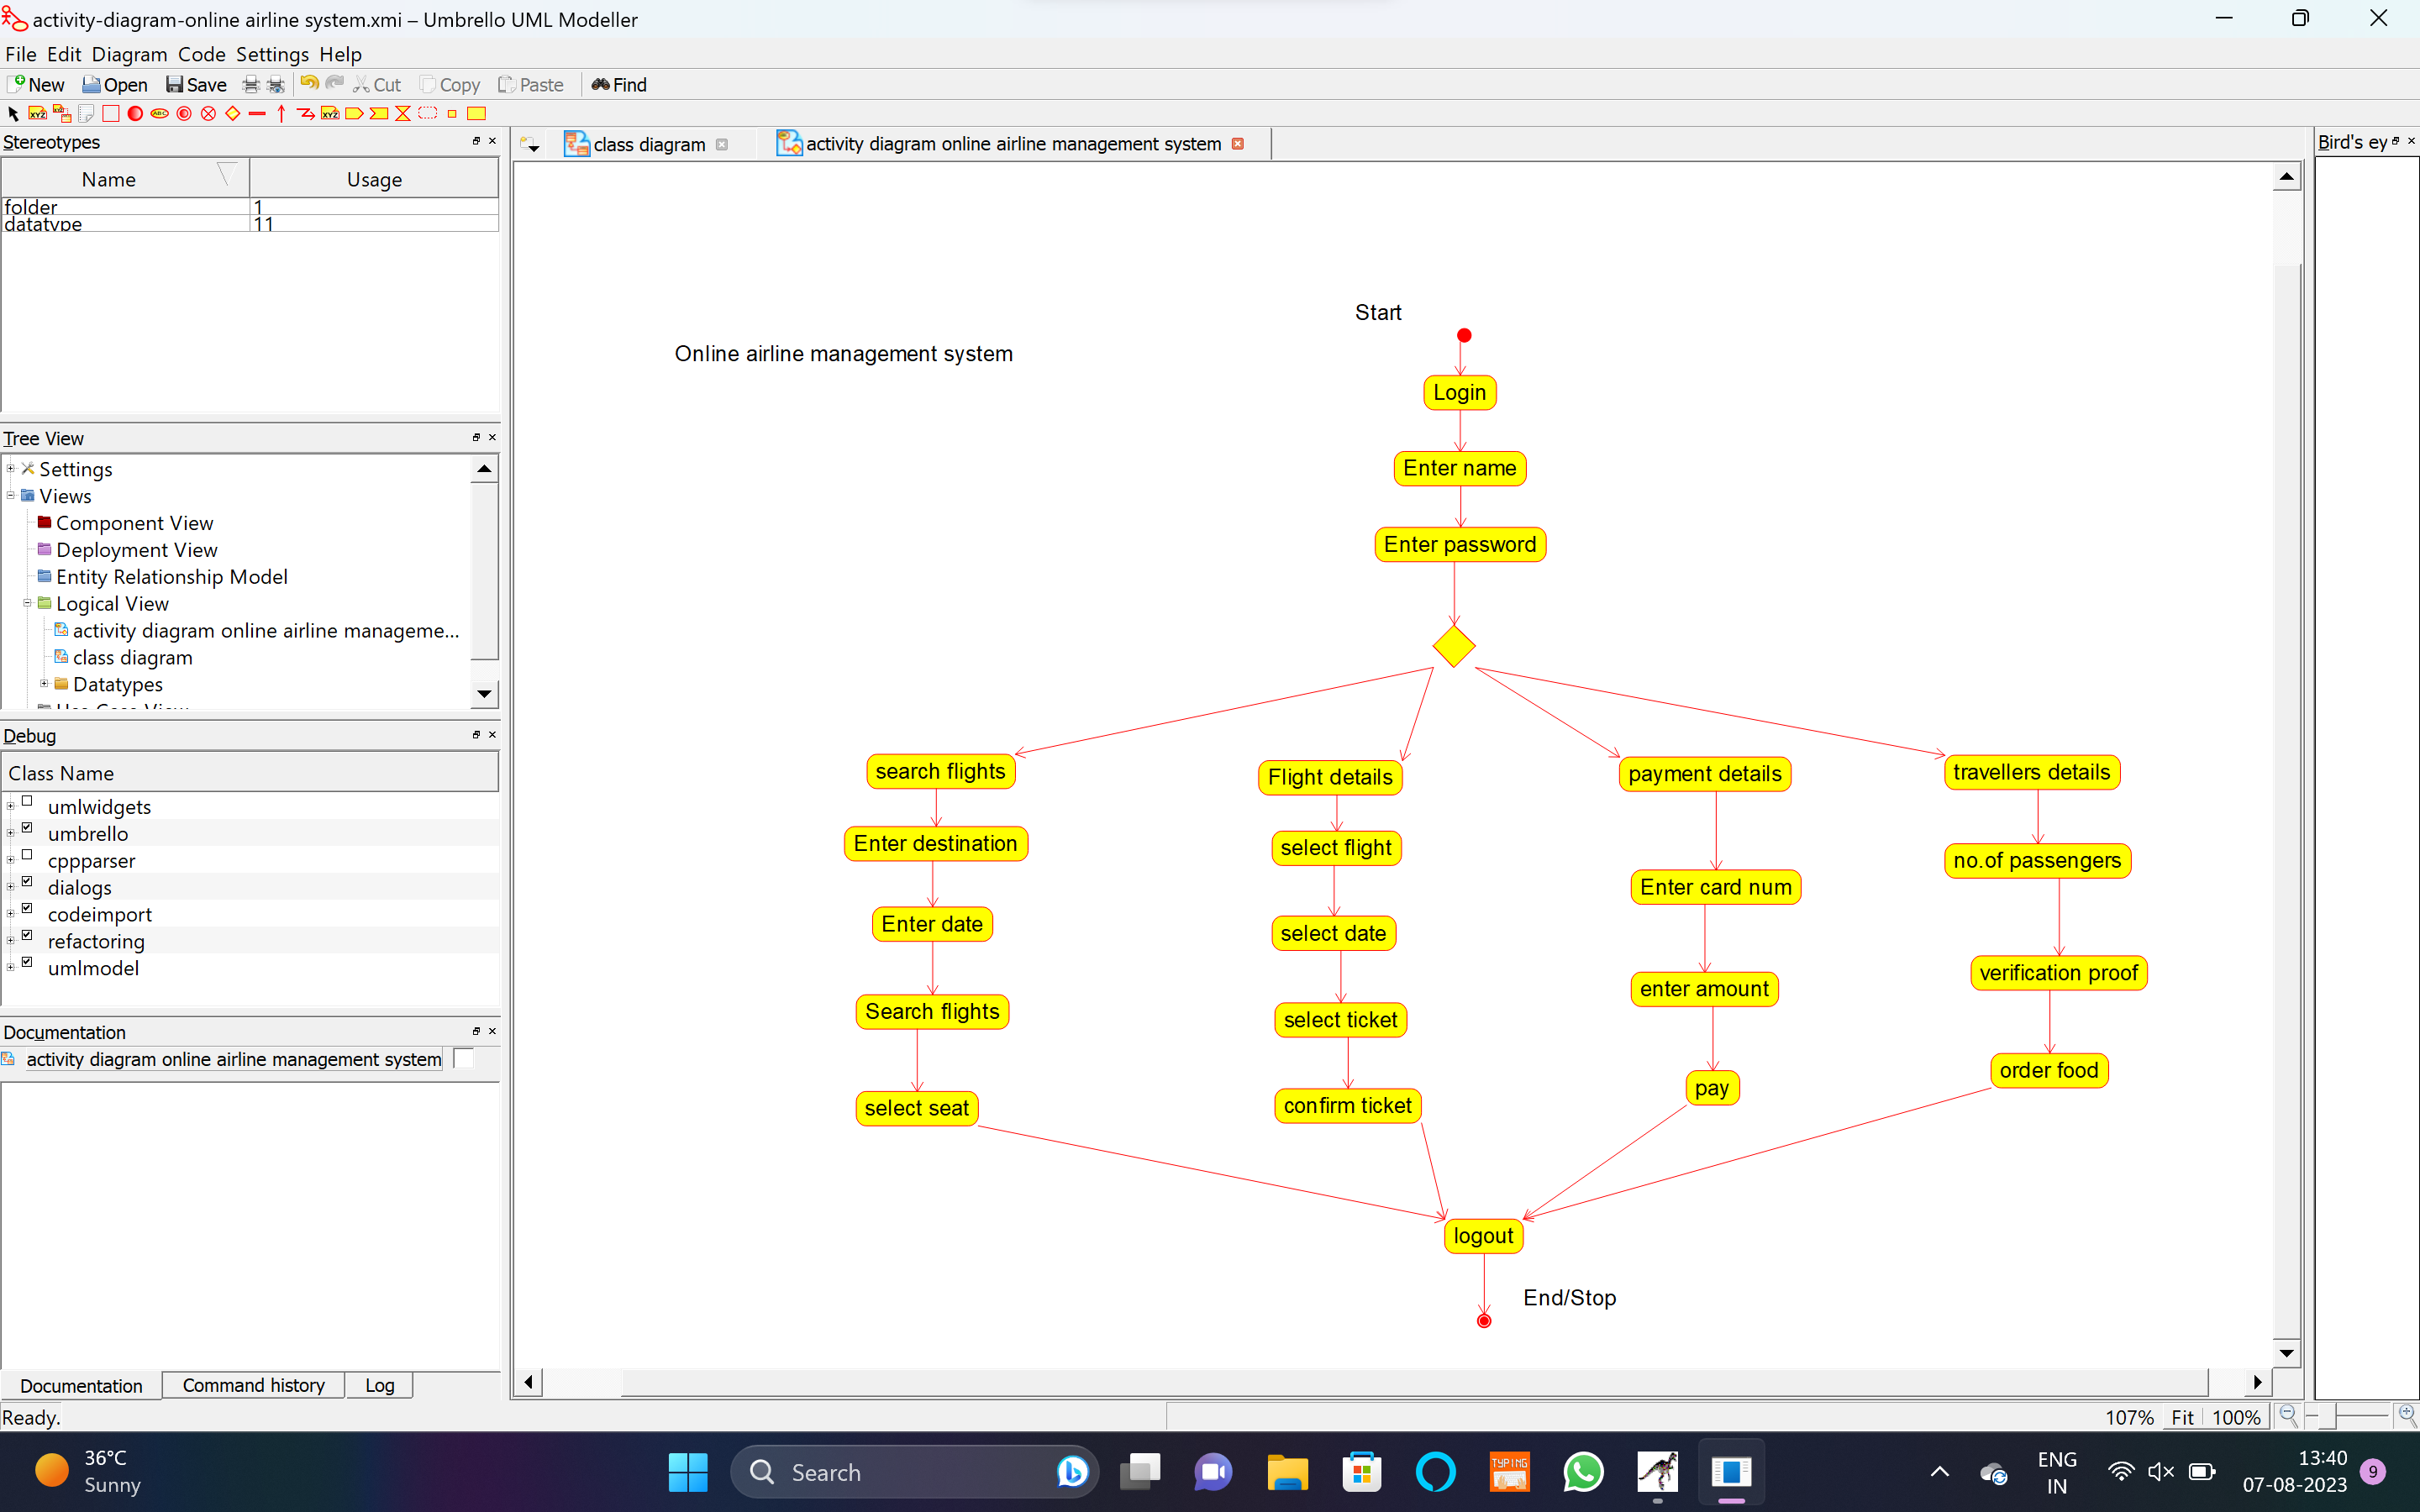 activity-diagram-online airline system.xmi – Umbrello UML Modeller
File Edit Diagram Code Settings Help
New Open Save Cut Copy Paste Find
Stereotypes
Name Usage
folder 1
datatype 11
Tree View
Settings
Views
Component View
Deployment View
Entity Relationship Model
Logical View
activity diagram online airline manageme...
class diagram
Datatypes
Debug
Class Name
umlwidgets
umbrello
cppparser
dialogs
codeimport
refactoring
umlmodel
Documentation
activity diagram online airline management system
Documentation Command history Log
Ready.
class diagram
activity diagram online airline management system
Bird's ey
Start
Online airline management system
Login
Enter name
Enter password
search flights
Flight details
payment details
travellers details
Enter destination
select flight
Enter card num
no.of passengers
Enter date
select date
enter amount
verification proof
Search flights
select ticket
pay
order food
select seat
confirm ticket
logout
End/Stop
107% Fit 100%
36°C
Sunny
Search
TYPING
ENG
IN
13:40
07-08-2023
9